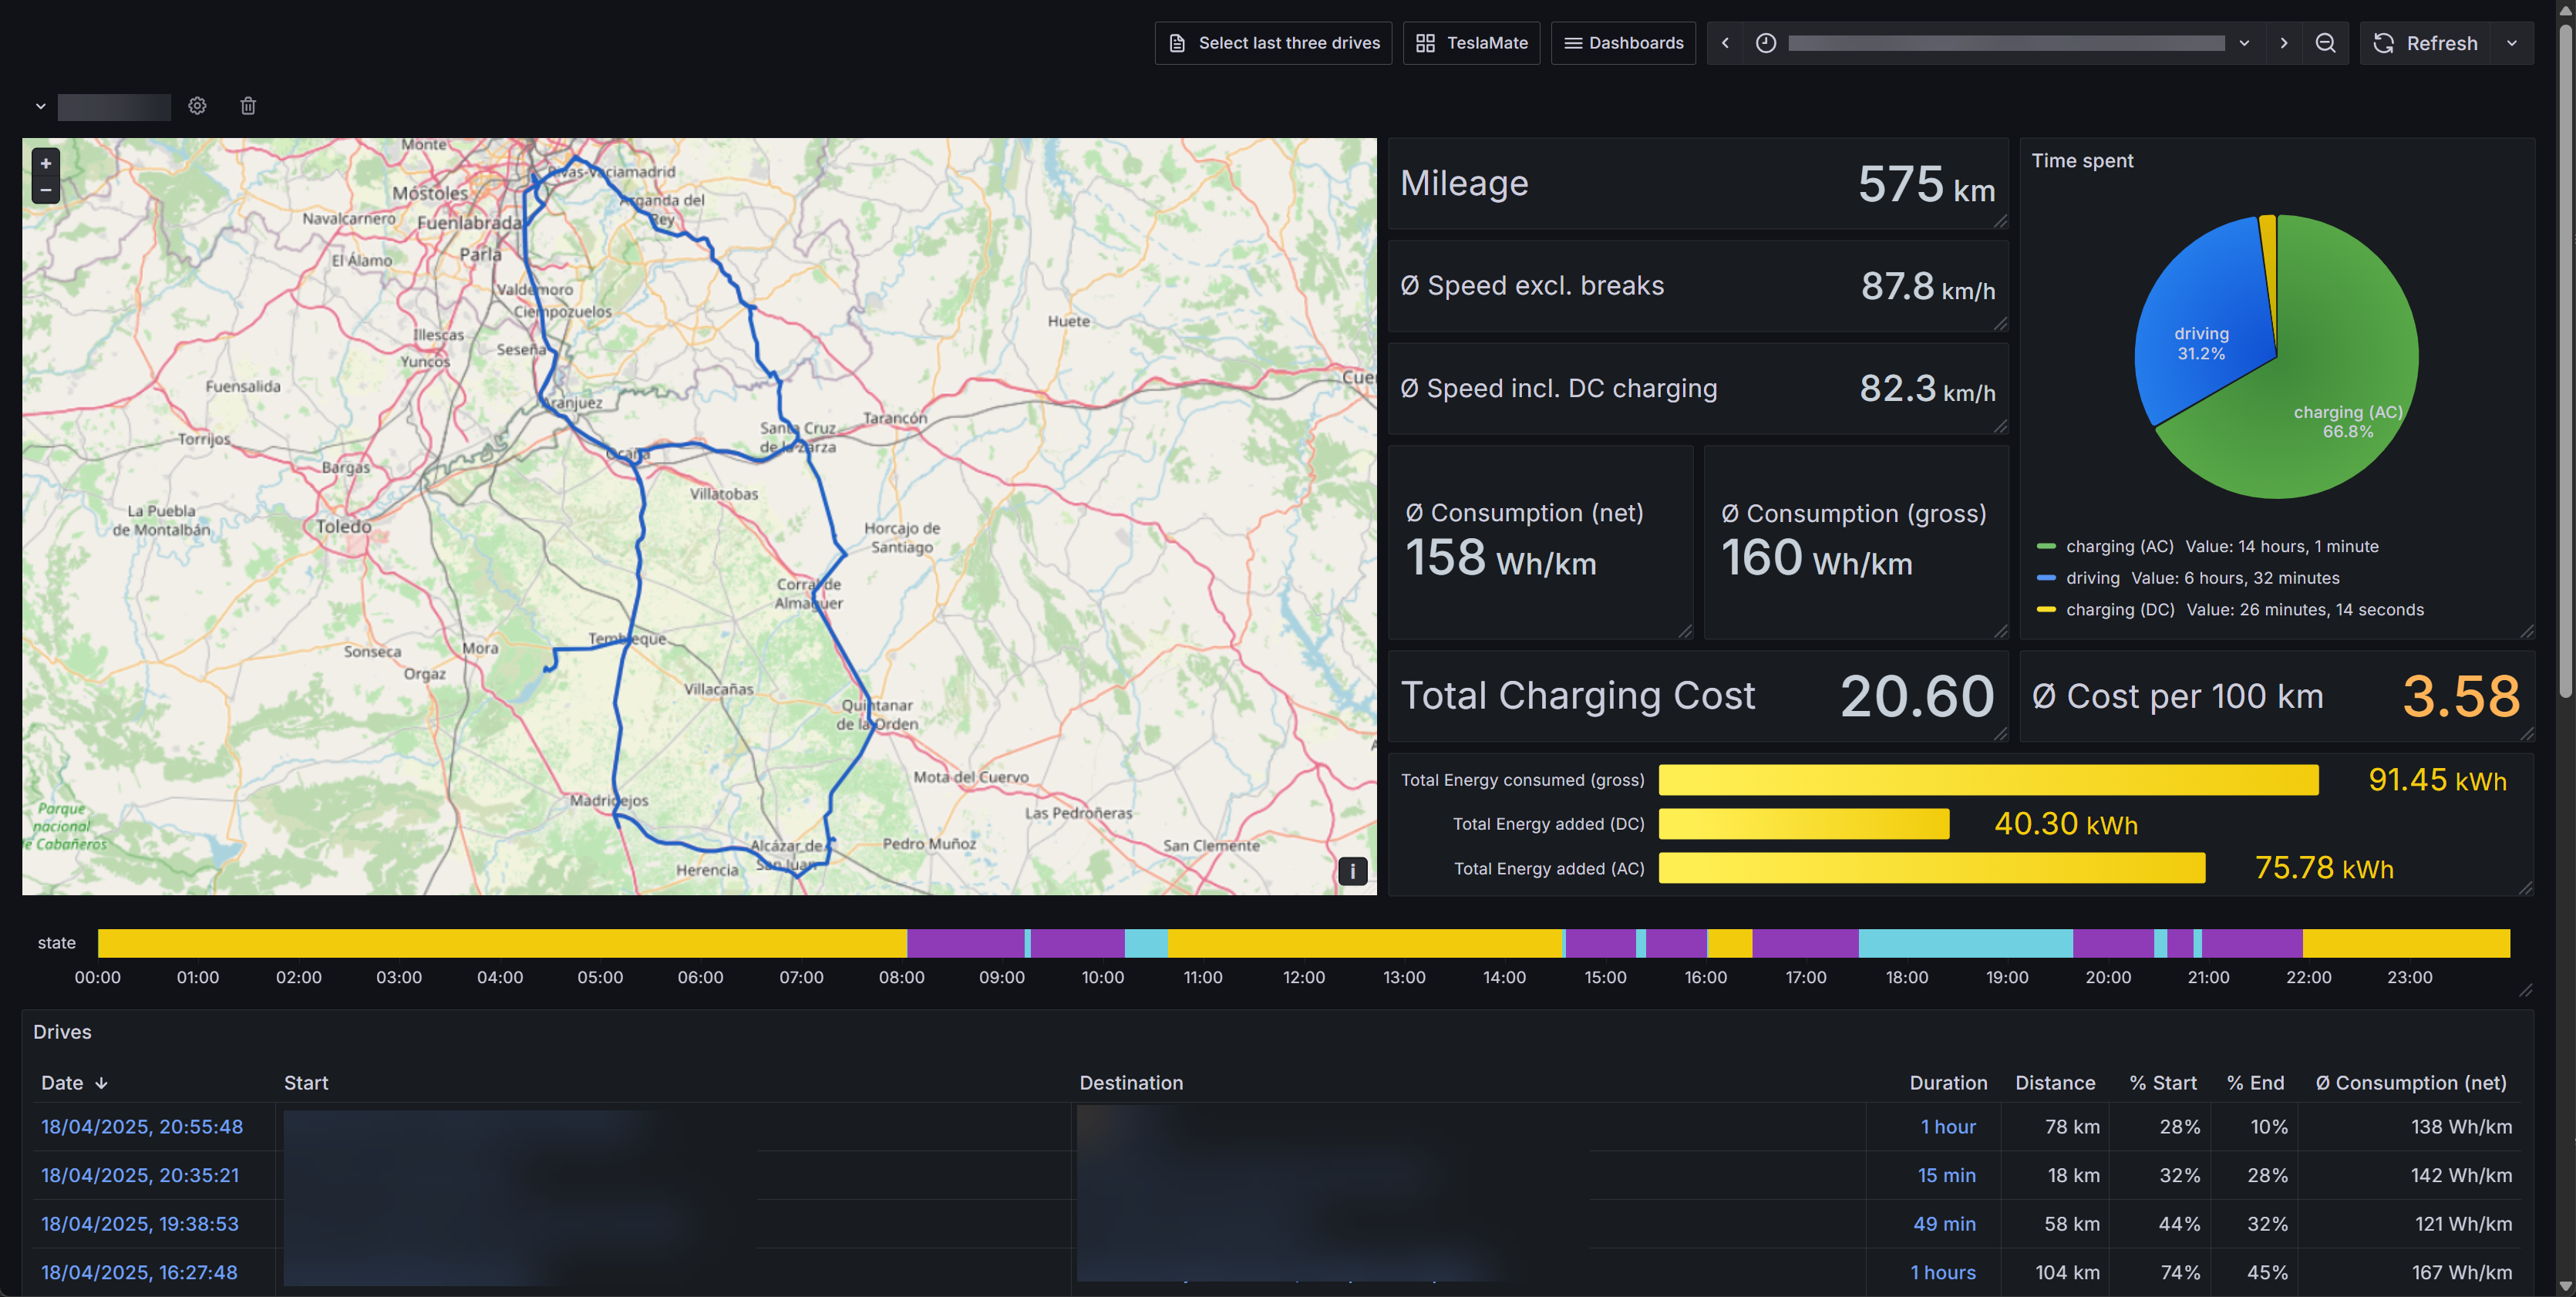 Select last three drives
TeslaMate
Dashboards
Refresh
Monte
Rivas-Vaciamadrid
Móstoles
Arganda del
Rey
Navalcarnero
Fuenlabrada
El Álamo
Parla
Valdemoro
Ciempozuelos
Huete
Illescas
Seseña
Yuncos
Cue
Fuensalida
Aranjuez
Tarancón
Santa Cruz
de la Zarza
Torrijos
Ocaña
Bargas
Villatobas
La Puebla
de Montalbán
Toledo
Horcajo de
Santiago
Corral de
Almaguer
Tembleque
Sonseca
Mora
Orgaz
Villacañas
Quintanar
de la Orden
Mota del Cuervo
Madridejos
Las Pedroñeras
Parque
nacional
e Cabañeros
Alcázar de
San Juan
Pedro Muñoz
San Clemente
Herencia
Mileage
575 km
Ø Speed excl. breaks
87.8 km/h
Ø Speed incl. DC charging
82.3 km/h
Ø Consumption (net)
158 Wh/km
Ø Consumption (gross)
160 Wh/km
Time spent
driving
31.2%
charging (AC)
66.8%
charging (AC) Value: 14 hours, 1 minute
driving Value: 6 hours, 32 minutes
charging (DC) Value: 26 minutes, 14 seconds
Total Charging Cost 20.60
Ø Cost per 100 km 3.58
Total Energy consumed (gross) 91.45 kWh
Total Energy added (DC) 40.30 kWh
Total Energy added (AC) 75.78 kWh
state
00:00 01:00 02:00 03:00 04:00 05:00 06:00 07:00 08:00 09:00 10:00 11:00 12:00 13:00 14:00 15:00 16:00 17:00 18:00 19:00 20:00 21:00 22:00 23:00
Drives
Date Start Destination Duration Distance % Start % End Ø Consumption (net)
18/04/2025, 20:55:48 1 hour 78 km 28% 10% 138 Wh/km
18/04/2025, 20:35:21 15 min 18 km 32% 28% 142 Wh/km
18/04/2025, 19:38:53 49 min 58 km 44% 32% 121 Wh/km
18/04/2025, 16:27:48 1 hours 104 km 74% 45% 167 Wh/km